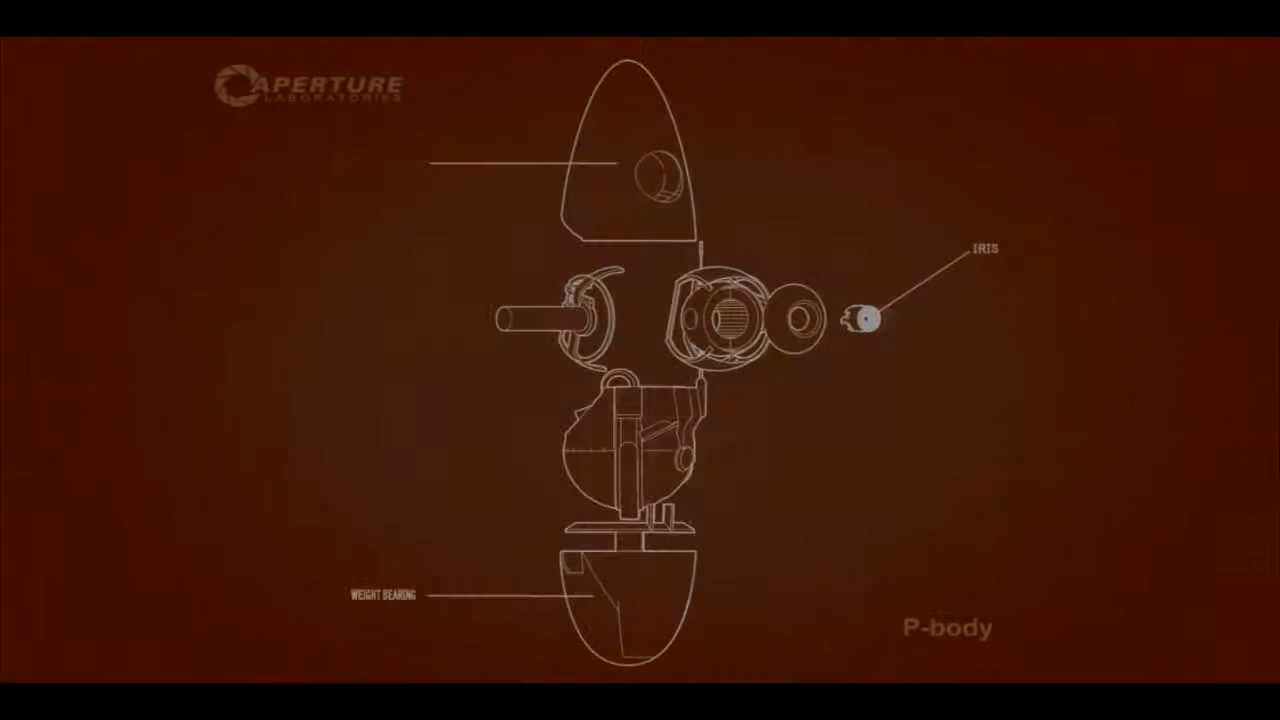 APERTURE
LABORATORIES
IRIS
WEIGHT BEARING
P-body